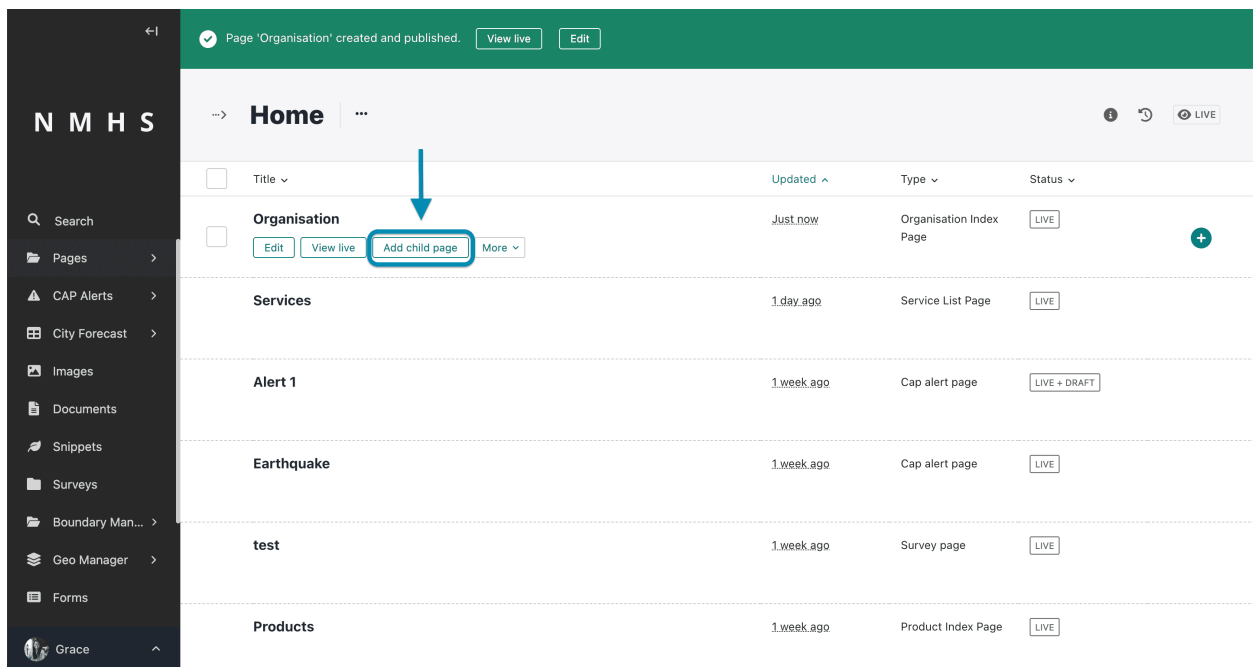 Page 'Organisation' created and published. View live Edit
NMHS
Home
LIVE
Title Updated Type Status
Search
Pages
CAP Alerts
City Forecast
Images
Documents
Snippets
Surveys
Boundary Man...
Geo Manager
Forms
Grace
Organisation Just now Organisation Index LIVE
Page
Edit View live Add child page More
Services 1 day ago Service List Page LIVE
Alert 1 1 week ago Cap alert page LIVE + DRAFT
Earthquake 1 week ago Cap alert page LIVE
test 1 week ago Survey page LIVE
Products 1 week ago Product Index Page LIVE